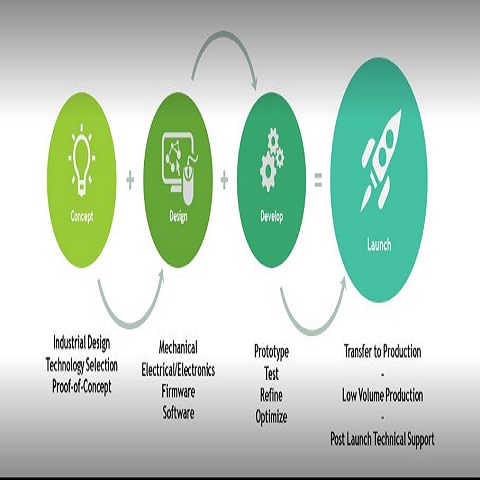 Concept
+
Design
+
Develop
=
Launch
Industrial Design
Technology Selection
Proof-of-Concept
Mechanical
Electrical/Electronics
Firmware
Software
Prototype
Test
Refine
Optimize
Transfer to Production
-
Low Volume Production
-
Post Launch Technical Support